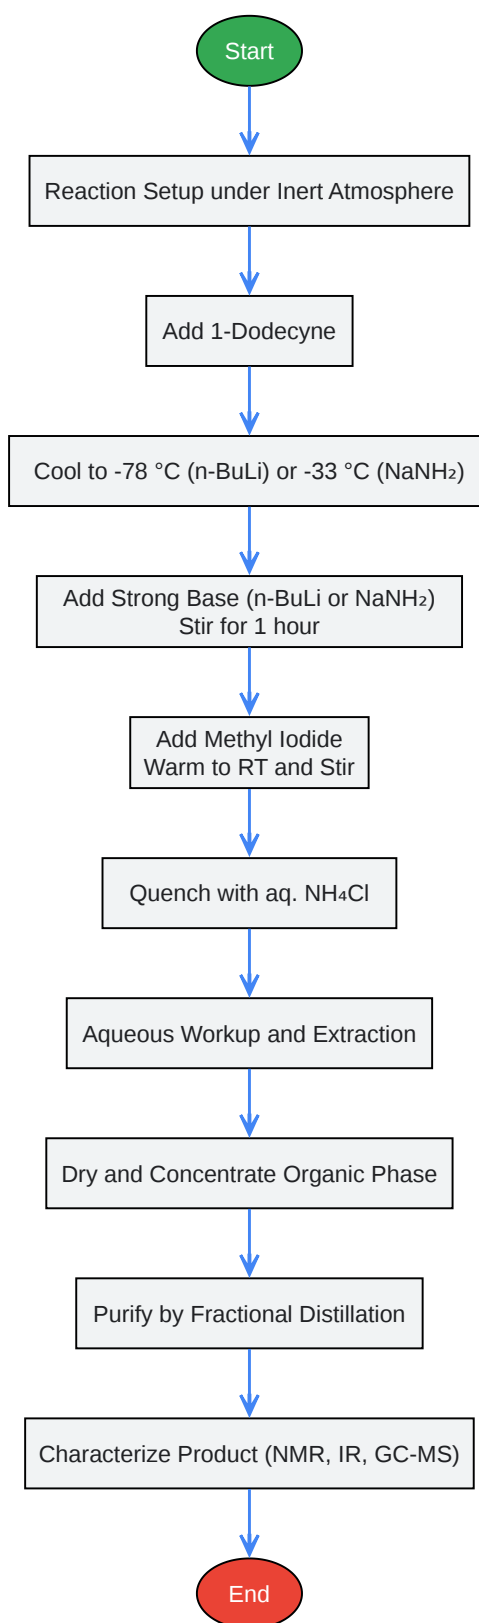 Start
Reaction Setup under Inert Atmosphere
Add 1-Dodecyne
Cool to -78 °C (n-BuLi) or -33 °C (NaNH₂)
Add Strong Base (n-BuLi or NaNH₂)
Stir for 1 hour
Add Methyl Iodide
Warm to RT and Stir
Quench with aq. NH₄Cl
Aqueous Workup and Extraction
Dry and Concentrate Organic Phase
Purify by Fractional Distillation
Characterize Product (NMR, IR, GC-MS)
End